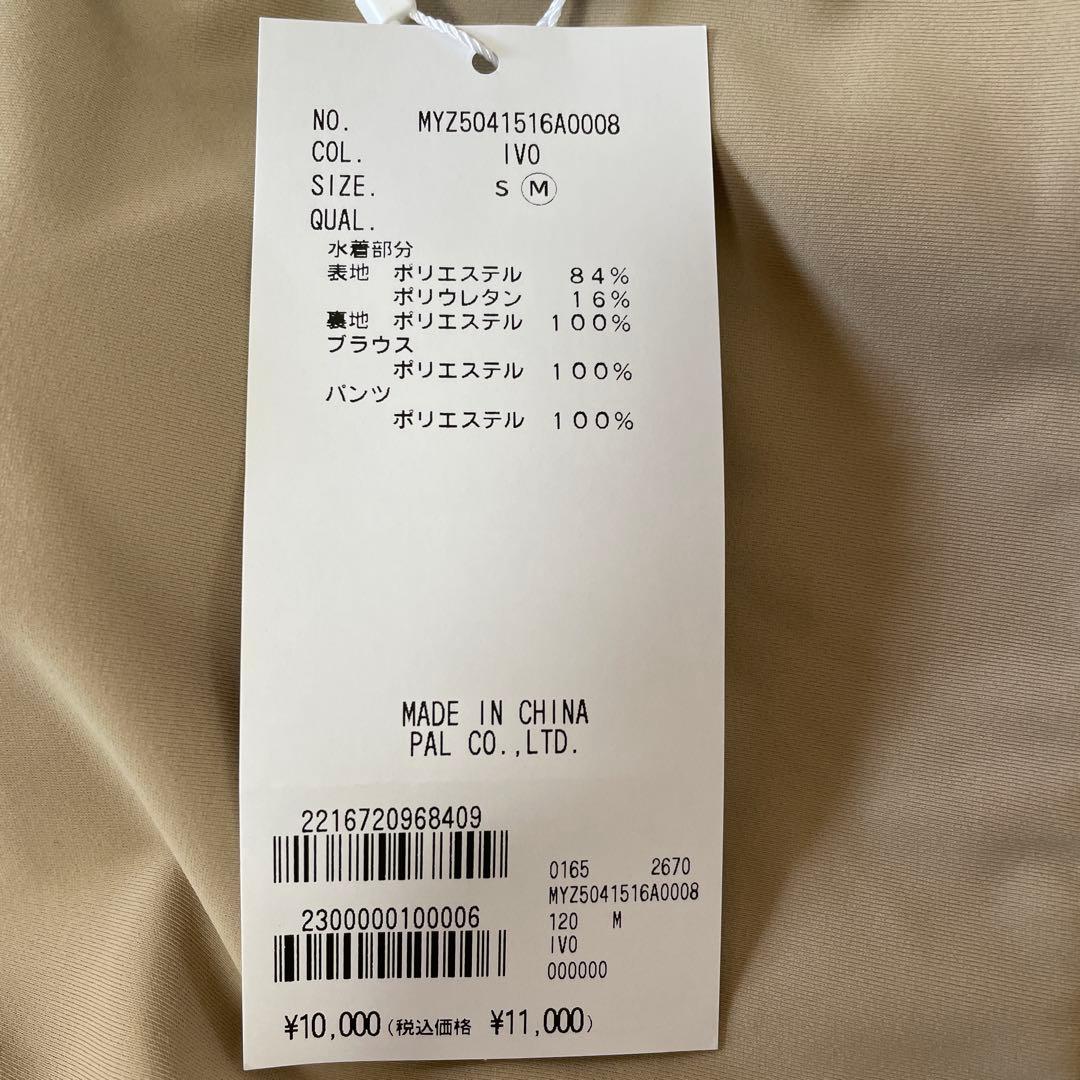 NO. MYZ5041516A0008
COL. IVO
SIZE. S Ⓜ
QUAL.
水着部分
表地 ポリエステル 84%
ポリウレタン 16%
裏地 ポリエステル 100%
ブラウス
ポリエステル 100%
パンツ
ポリエステル 100%
MADE IN CHINA
PAL CO.,LTD.
2216720968409
2300000100006
0165 2670
MYZ5041516A0008
120 M
IVO
000000
¥10,000(税込価格 ¥11,000)